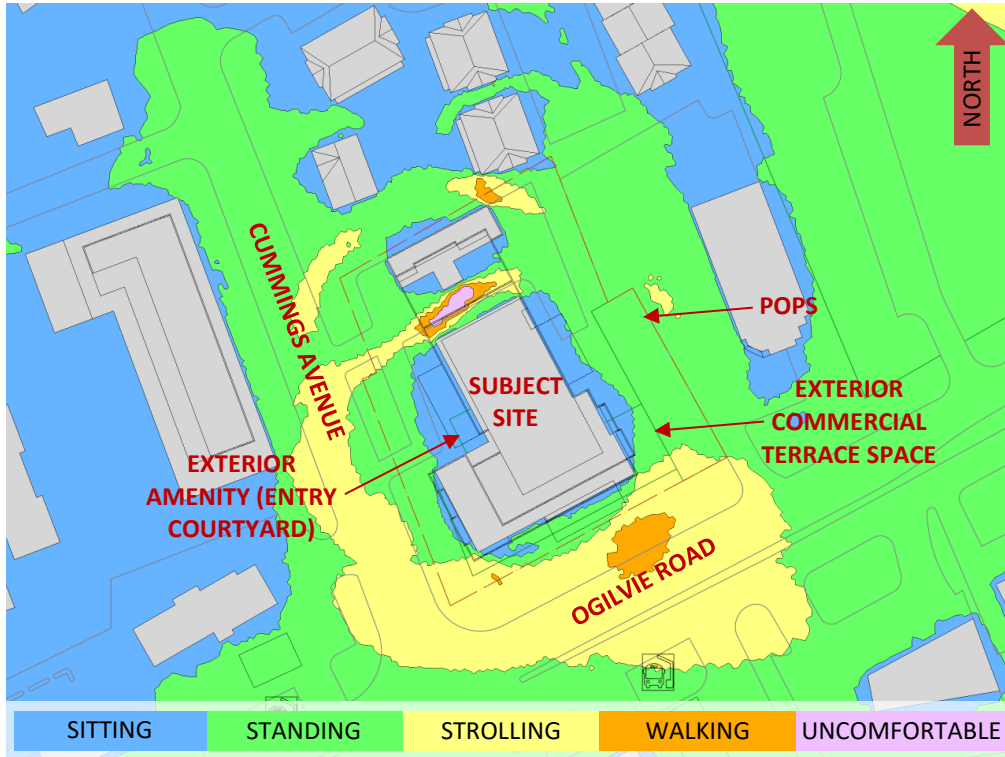 NORTH
CUMMINGS AVENUE
POPS
SUBJECT
SITE
EXTERIOR
COMMERCIAL
TERRACE SPACE
EXTERIOR
AMENITY (ENTRY
COURTYARD)
OGILVIE ROAD
SITTING
STANDING
STROLLING
WALKING
UNCOMFORTABLE